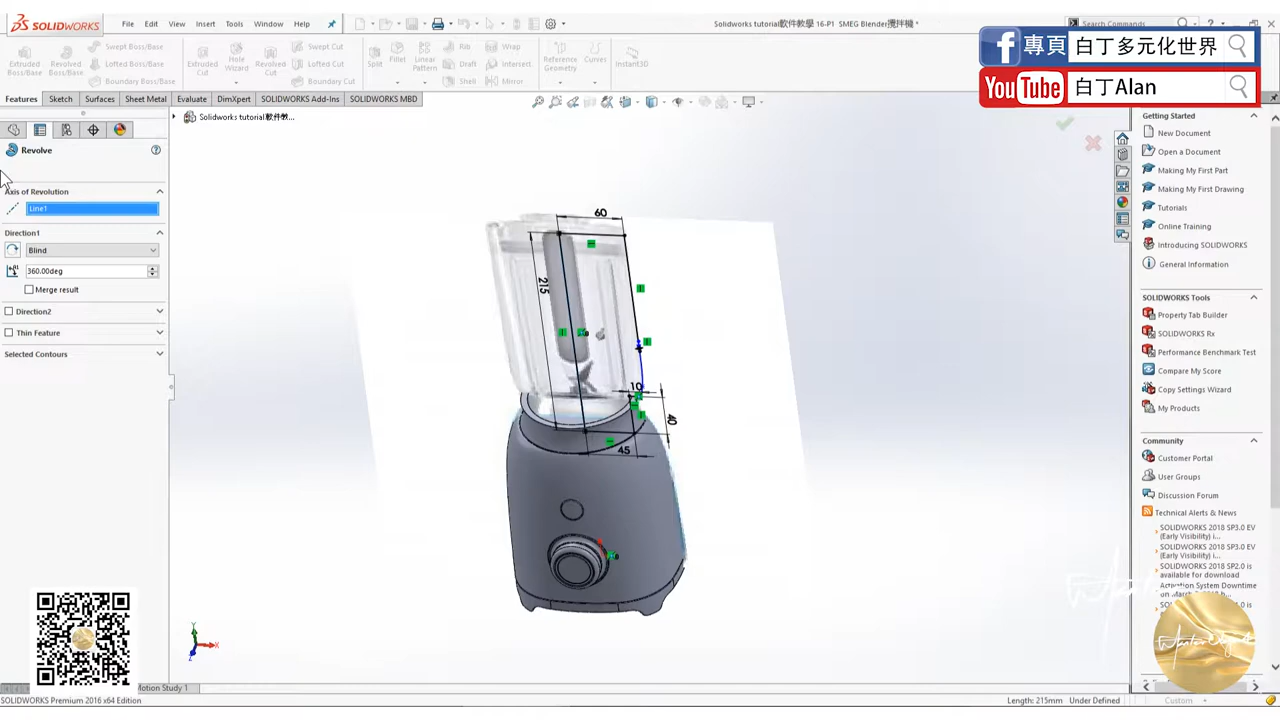 SOLIDWORKS
File Edit View Insert Tools Window Help
Solidworks tutorial軟件教學 16-P1 SMEG Blender攪拌機 *
Search Commands
專頁 白丁多元化世界
YouTube 白丁Alan
Extruded Boss/Base
Revolved Boss/Base
Swept Boss/Base
Lofted Boss/Base
Boundary Boss/Base
Extruded Cut
Hole Wizard
Revolved Cut
Swept Cut
Lofted Cut
Boundary Cut
Split
Fillet
Linear Pattern
Rib
Draft
Shell
Wrap
Intersect
Mirror
Reference Geometry
Curves
Instant3D
Features Sketch Surfaces Sheet Metal Evaluate DimXpert SOLIDWORKS Add-Ins SOLIDWORKS MBD
Solidworks tutorial軟件教...
Revolve
Axis of Revolution
Line1
Direction1
Blind
360.00deg
Merge result
Direction2
Thin Feature
Selected Contours
60
215
10
40
45
Y
X
Z
Getting Started
New Document
Open a Document
Making My First Part
Making My First Drawing
Tutorials
Online Training
Introducing SOLIDWORKS
General Information
SOLIDWORKS Tools
Property Tab Builder
SOLIDWORKS Rx
Performance Benchmark Test
Compare My Score
Copy Settings Wizard
My Products
Community
Customer Portal
User Groups
Discussion Forum
Technical Alerts & News
SOLIDWORKS 2018 SP3.0 EV
(Early Visibility) i...
SOLIDWORKS 2018 SP3.0 EV
(Early Visibility) i...
SOLIDWORKS 2018 SP2.0 is
available for download
Activation System Downtime
Motion Study 1
SOLIDWORKS Premium 2016 x64 Edition
Length: 215mm Under Defined
Custom